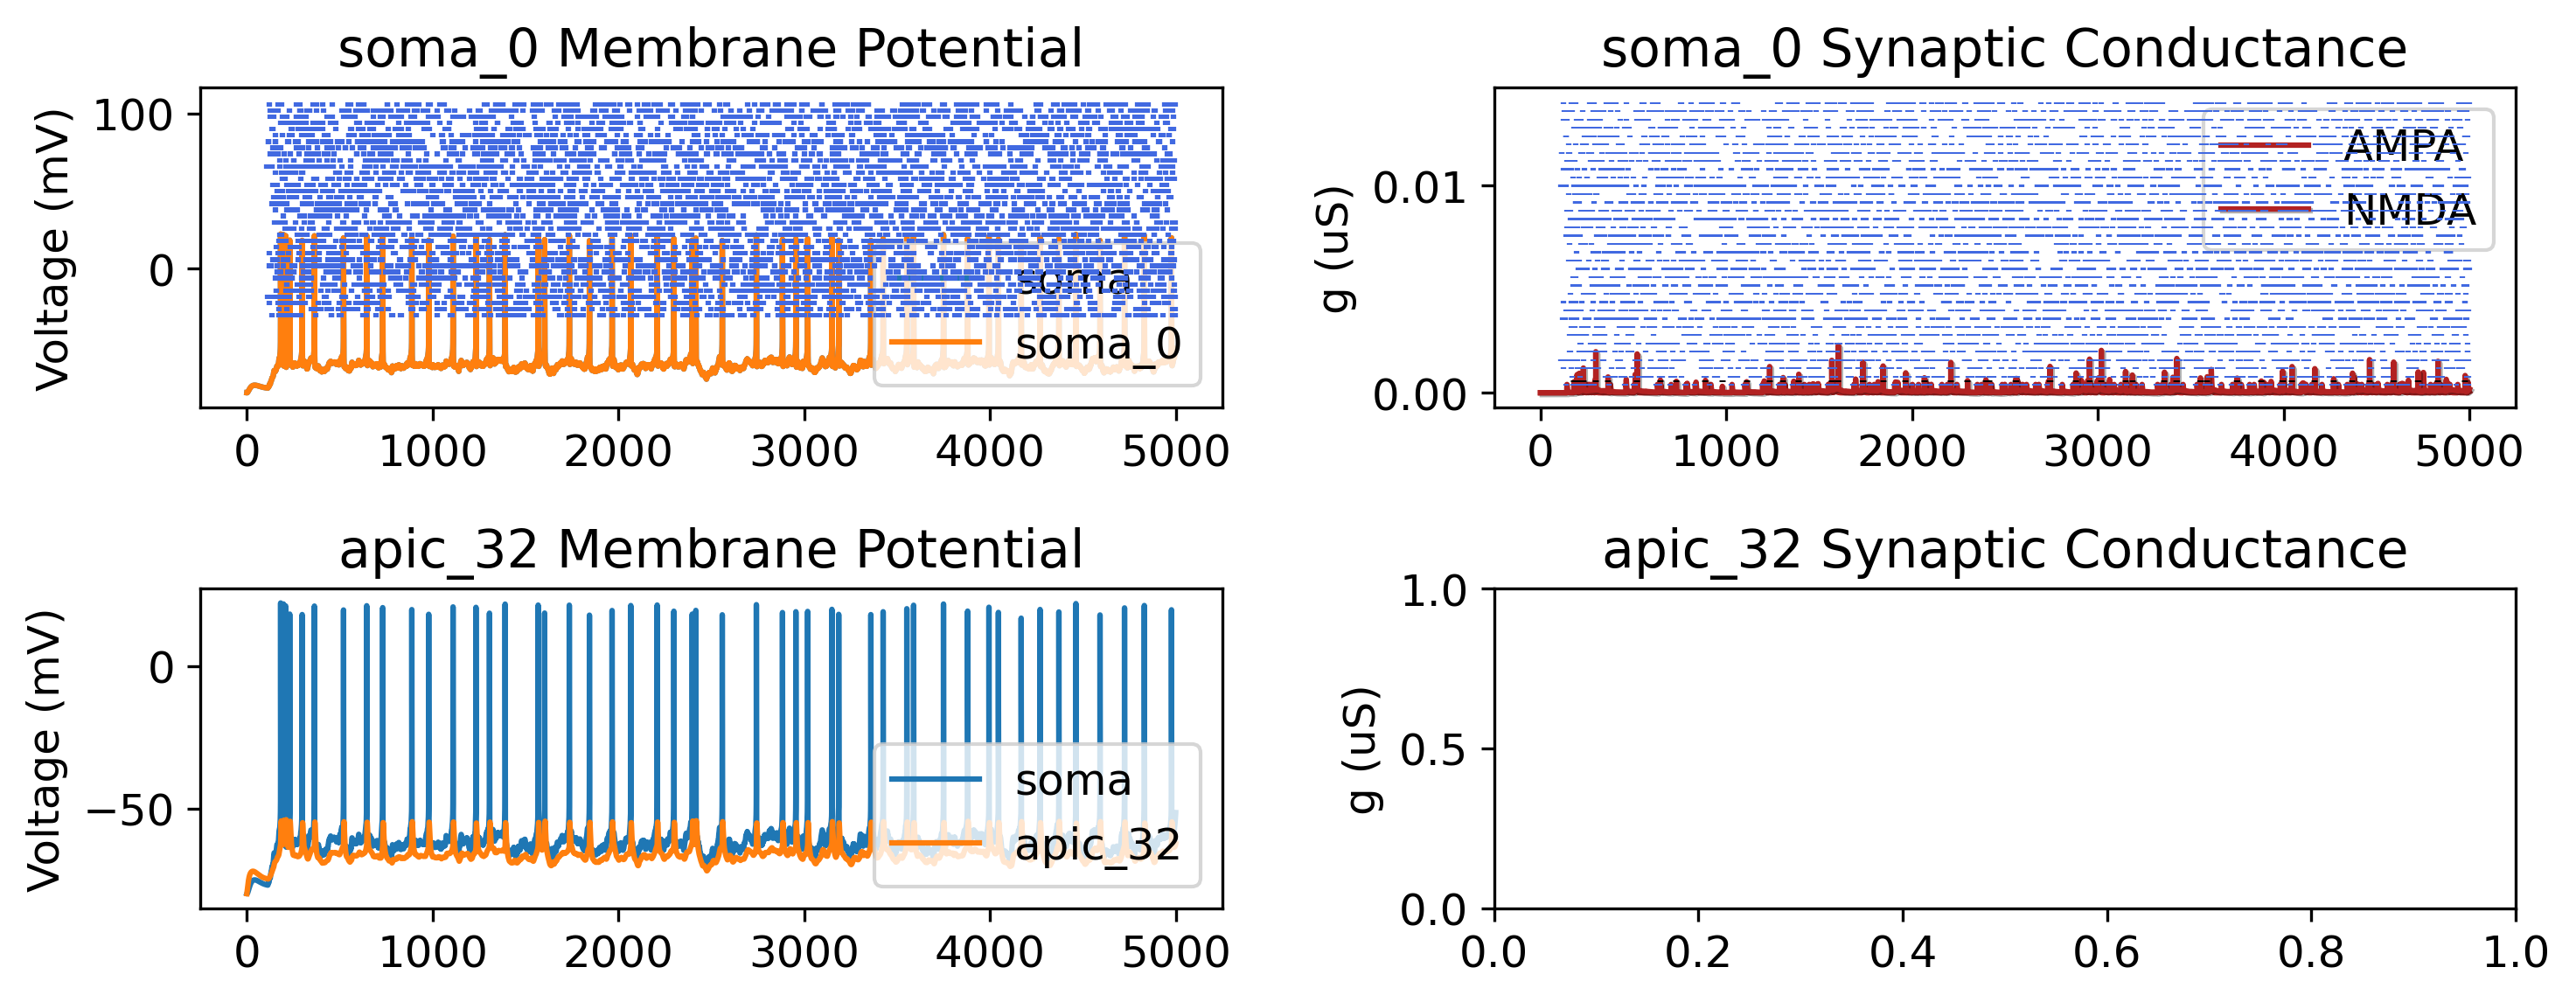 soma_0 Membrane Potential
Voltage (mV)
100
0
soma
soma_0
0 1000 2000 3000 4000 5000
soma_0 Synaptic Conductance
g (uS)
0.01
0.00
AMPA
NMDA
0 1000 2000 3000 4000 5000
apic_32 Membrane Potential
Voltage (mV)
0
−50
soma
apic_32
0 1000 2000 3000 4000 5000
apic_32 Synaptic Conductance
g (uS)
1.0
0.5
0.0
0.0 0.2 0.4 0.6 0.8 1.0